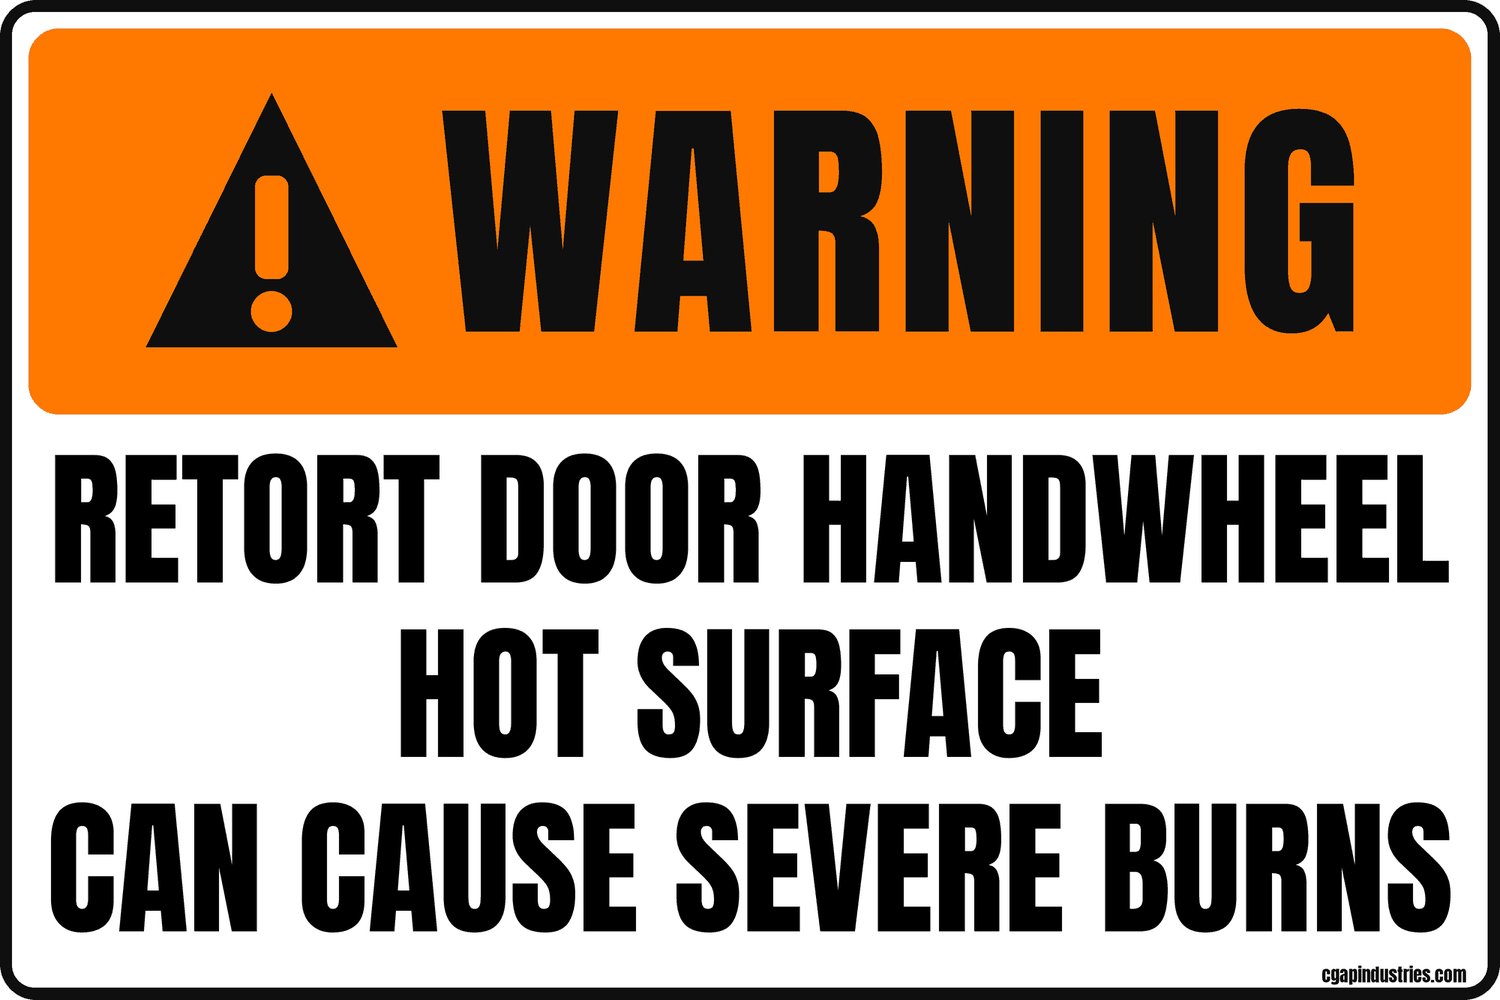 WARNING
RETORT DOOR HANDWHEEL
HOT SURFACE
CAN CAUSE SEVERE BURNS
cgapindustries.com